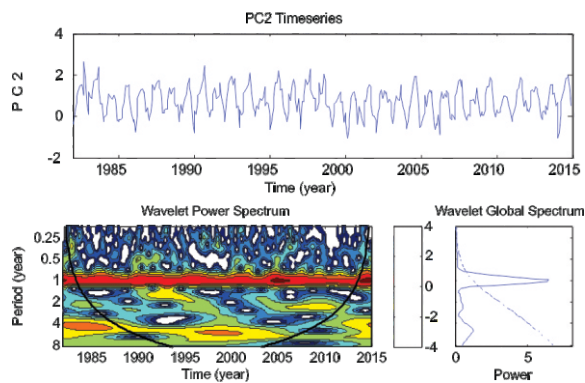 PC2 Timeseries
4
2
0
-2
P C 2
1985 1990 1995 2000 2005 2010 2015
Time (year)
Wavelet Power Spectrum
Wavelet Global Spectrum
0.25
0.5
1
2
4
8
Period (year)
1985 1990 1995 2000 2005 2010 2015
Time (year)
4
2
0
-2
-4
0 5
Power